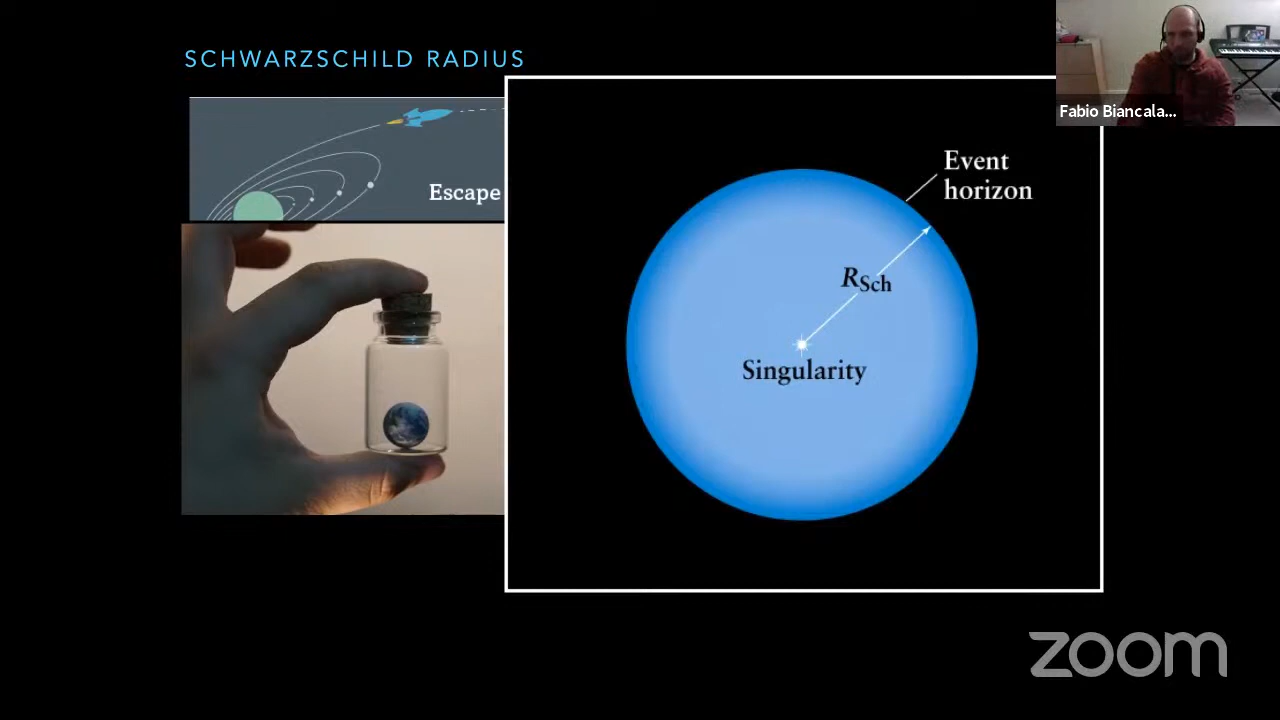 SCHWARZSCHILD RADIUS
Fabio Biancala...
Escape
Event
horizon
RSch
Singularity
zoom